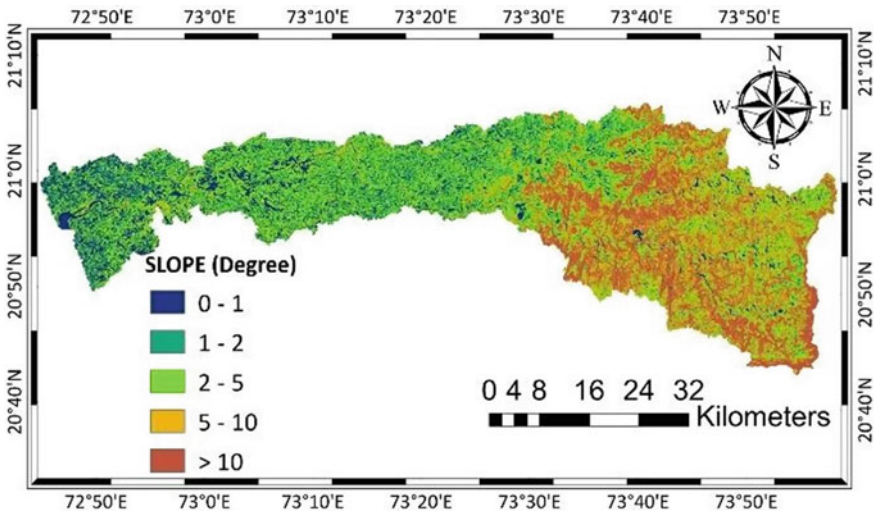 72°50'E 73°0'E 73°10'E 73°20'E 73°30'E 73°40'E 73°50'E
21°10'N
21°10'N
N
W E
S
21°0'N
21°0'N
SLOPE (Degree)
0 - 1
1 - 2
2 - 5
5 - 10
> 10
20°50'N
20°50'N
0 4 8 16 24 32
Kilometers
20°40'N
20°40'N
72°50'E 73°0'E 73°10'E 73°20'E 73°30'E 73°40'E 73°50'E